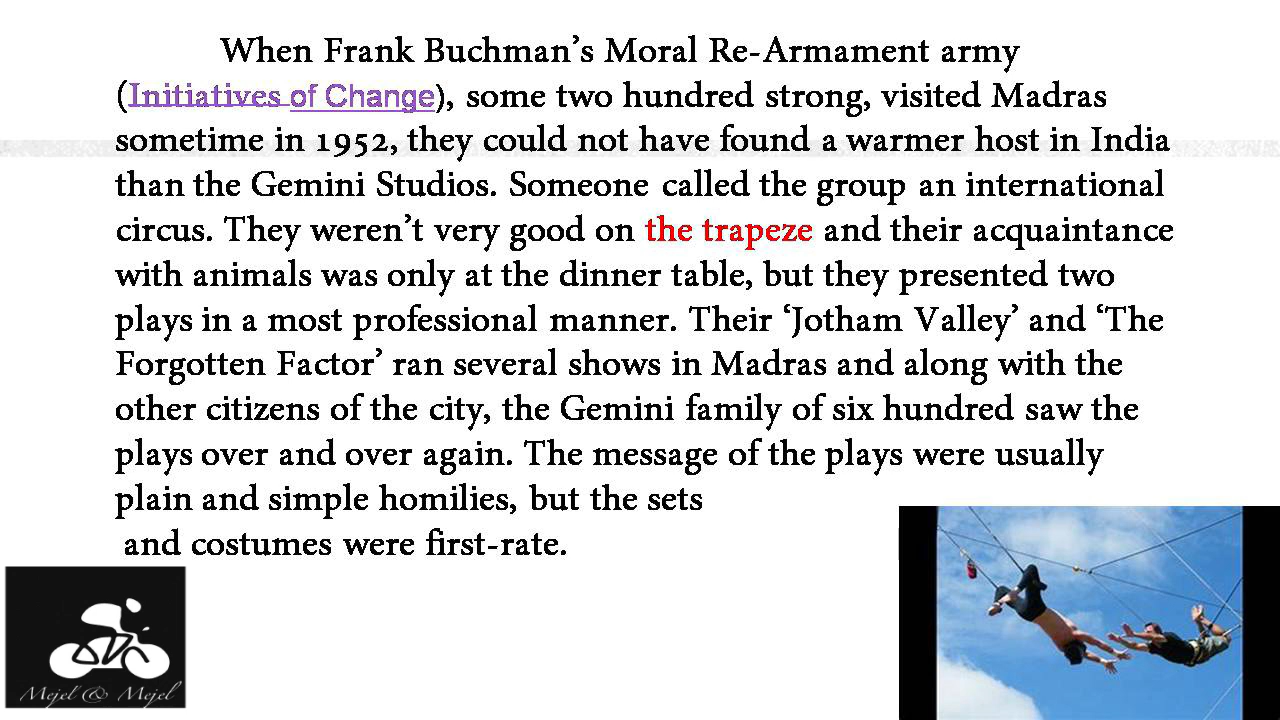 When Frank Buchman’s Moral Re-Armament army
(Initiatives of Change), some two hundred strong, visited Madras
sometime in 1952, they could not have found a warmer host in India
than the Gemini Studios. Someone called the group an international
circus. They weren’t very good on the trapeze and their acquaintance
with animals was only at the dinner table, but they presented two
plays in a most professional manner. Their ‘Jotham Valley’ and ‘The
Forgotten Factor’ ran several shows in Madras and along with the
other citizens of the city, the Gemini family of six hundred saw the
plays over and over again. The message of the plays were usually
plain and simple homilies, but the sets
and costumes were first-rate.
Mejel & Mejel